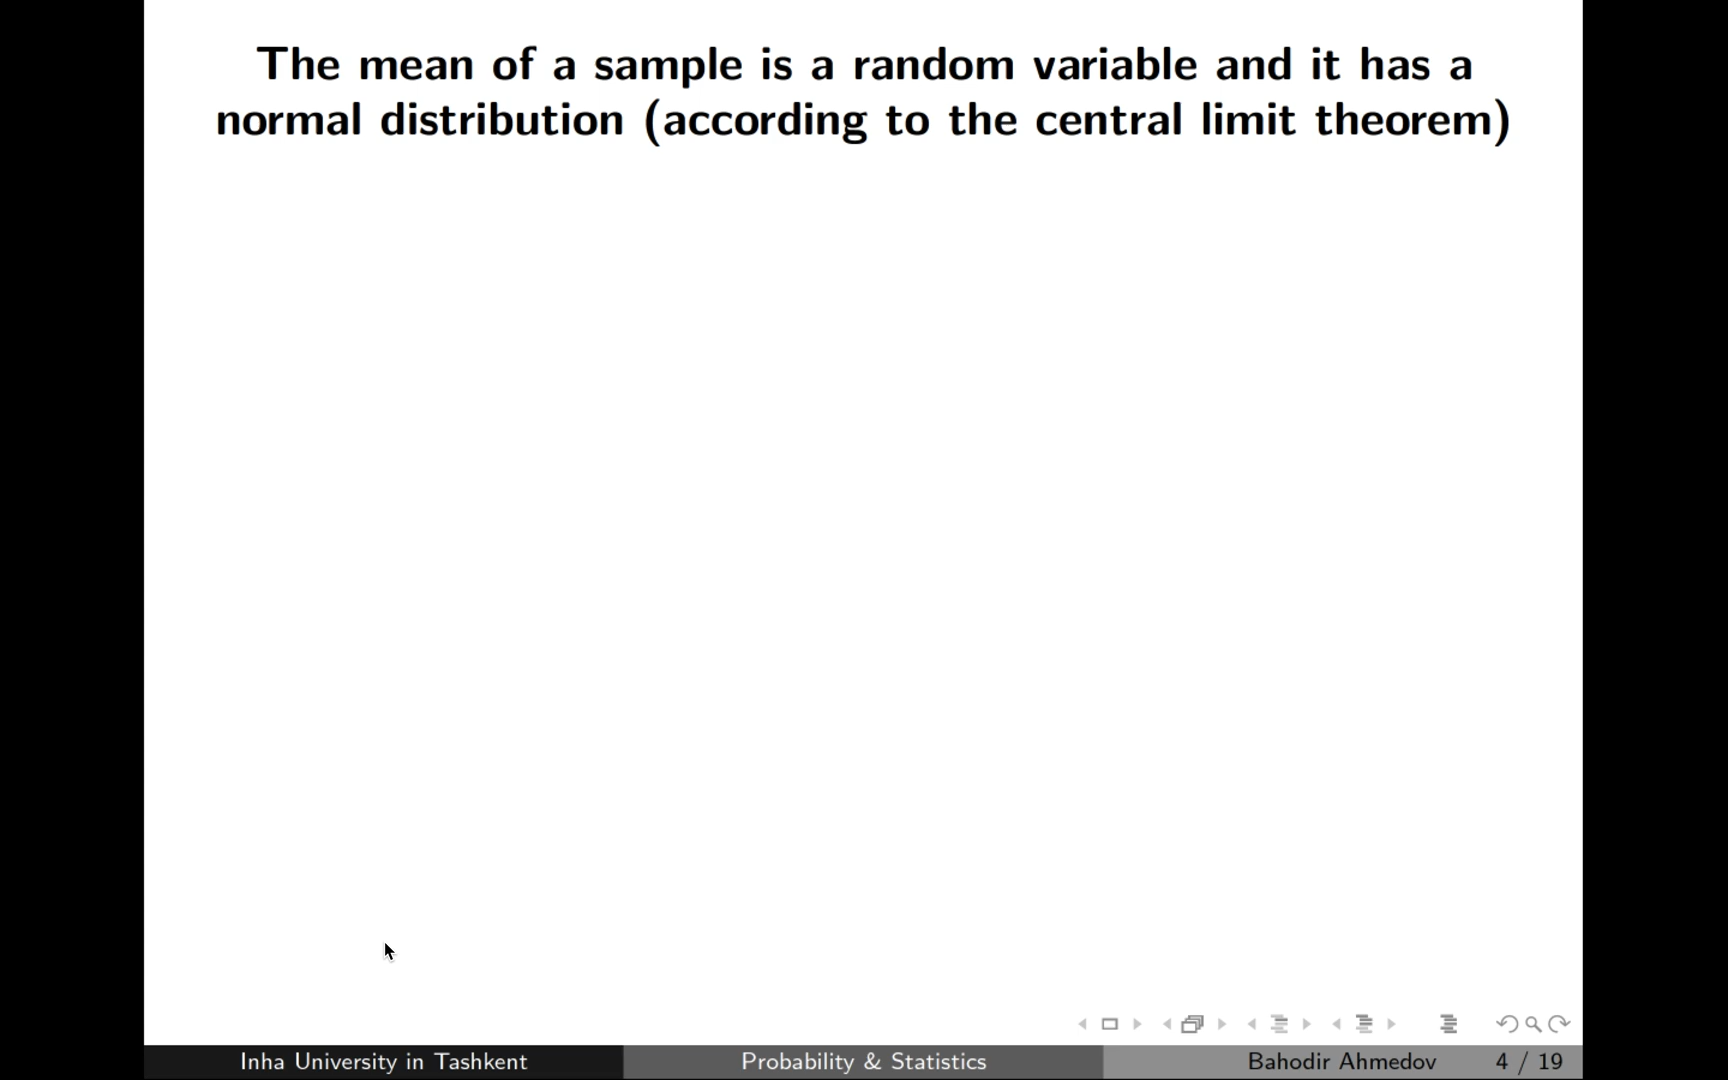 The mean of a sample is a random variable and it has a
normal distribution (according to the central limit theorem)
Inha University in Tashkent
Probability & Statistics
Bahodir Ahmedov
4 / 19